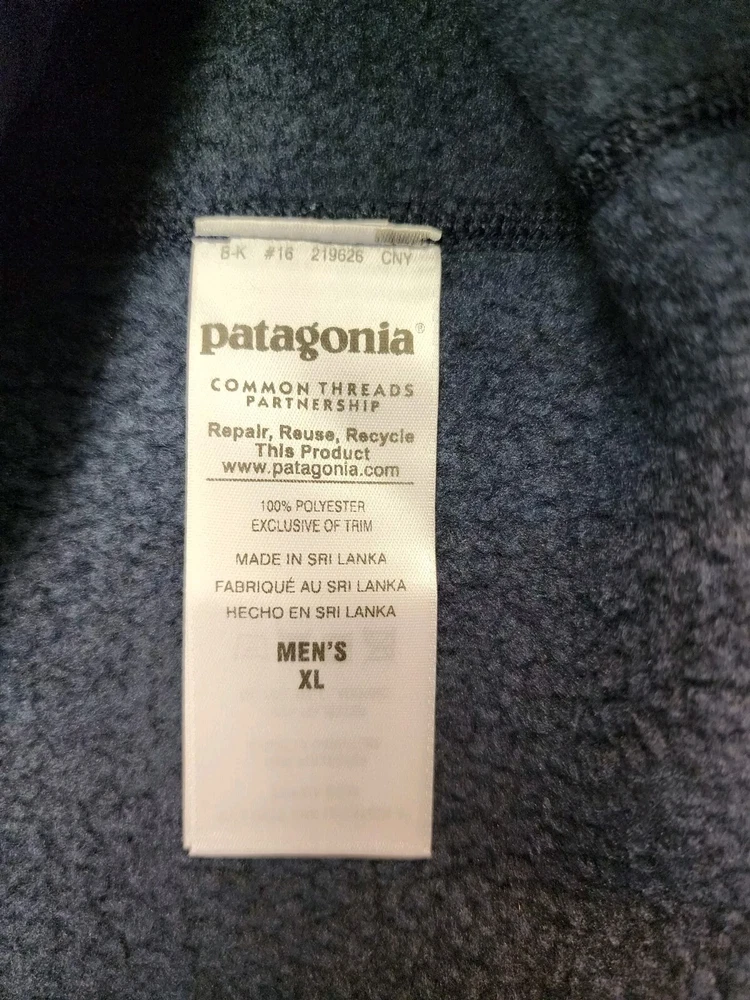 B-K #16 219626 CNY
patagonia®
COMMON THREADS
PARTNERSHIP
Repair, Reuse, Recycle
This Product
www.patagonia.com
100% POLYESTER
EXCLUSIVE OF TRIM
MADE IN SRI LANKA
FABRIQUÉ AU SRI LANKA
HECHO EN SRI LANKA
MEN'S
XL